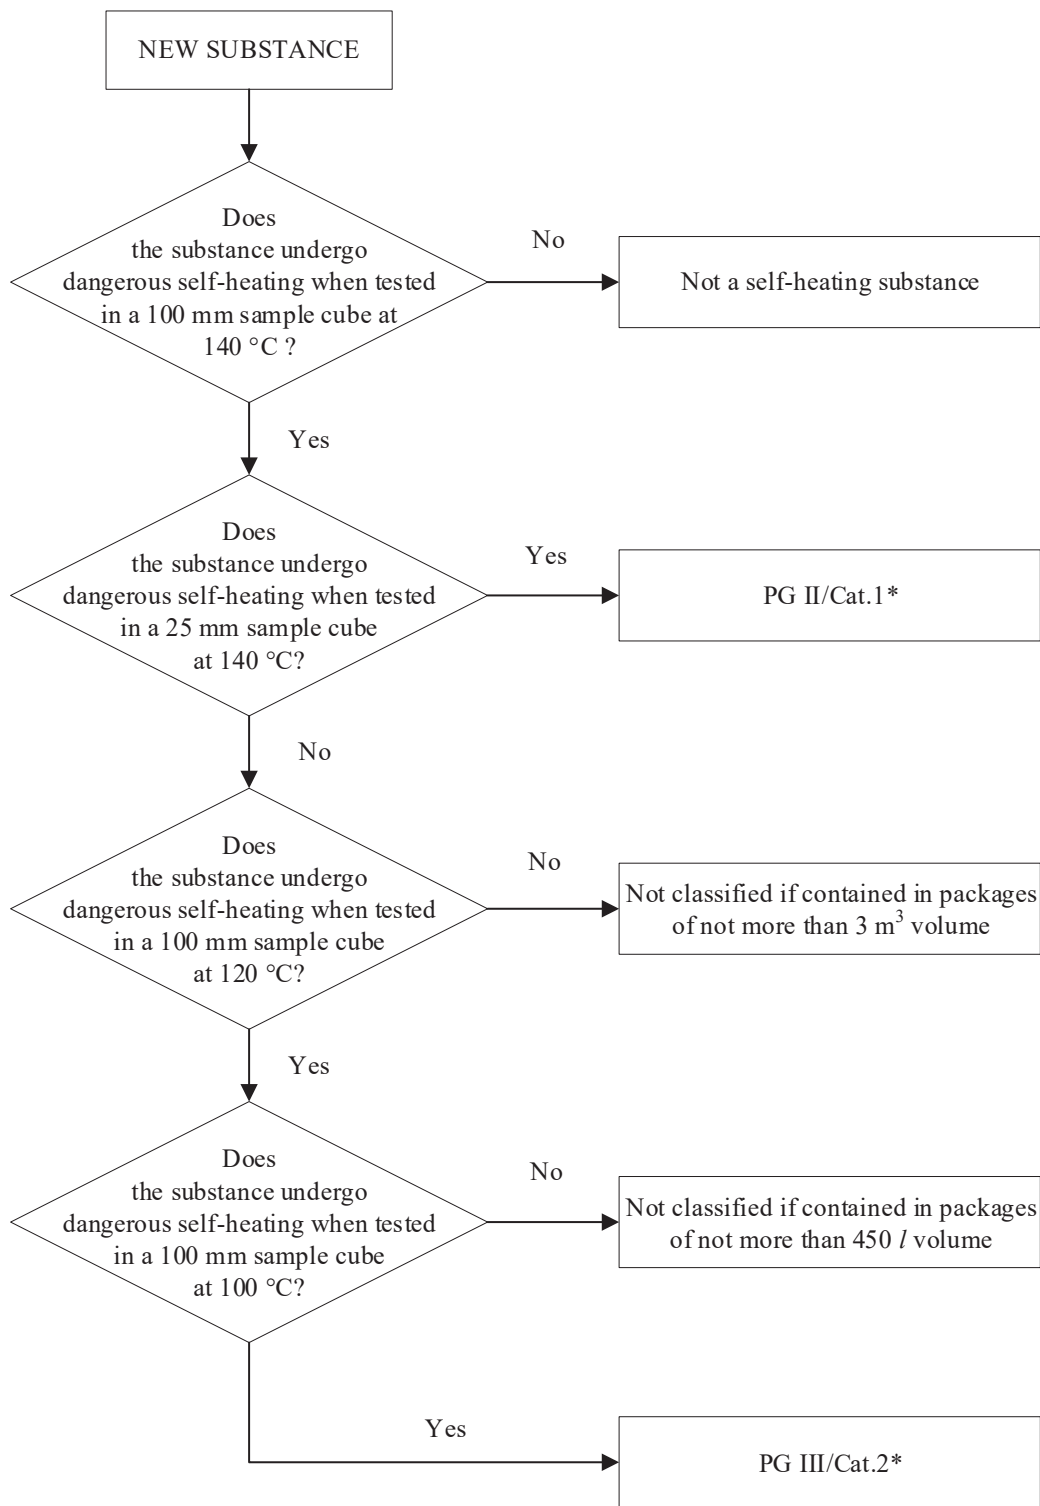 NEW SUBSTANCE
Does
the substance undergo
dangerous self-heating when tested
in a 100 mm sample cube at
140 °C ?
No
Not a self-heating substance
Yes
Does
the substance undergo
dangerous self-heating when tested
in a 25 mm sample cube
at 140 °C?
Yes
PG II/Cat.1*
No
Does
the substance undergo
dangerous self-heating when tested
in a 100 mm sample cube
at 120 °C?
No
Not classified if contained in packages
of not more than 3 m³ volume
Yes
Does
the substance undergo
dangerous self-heating when tested
in a 100 mm sample cube
at 100 °C?
No
Not classified if contained in packages
of not more than 450 l volume
Yes
PG III/Cat.2*